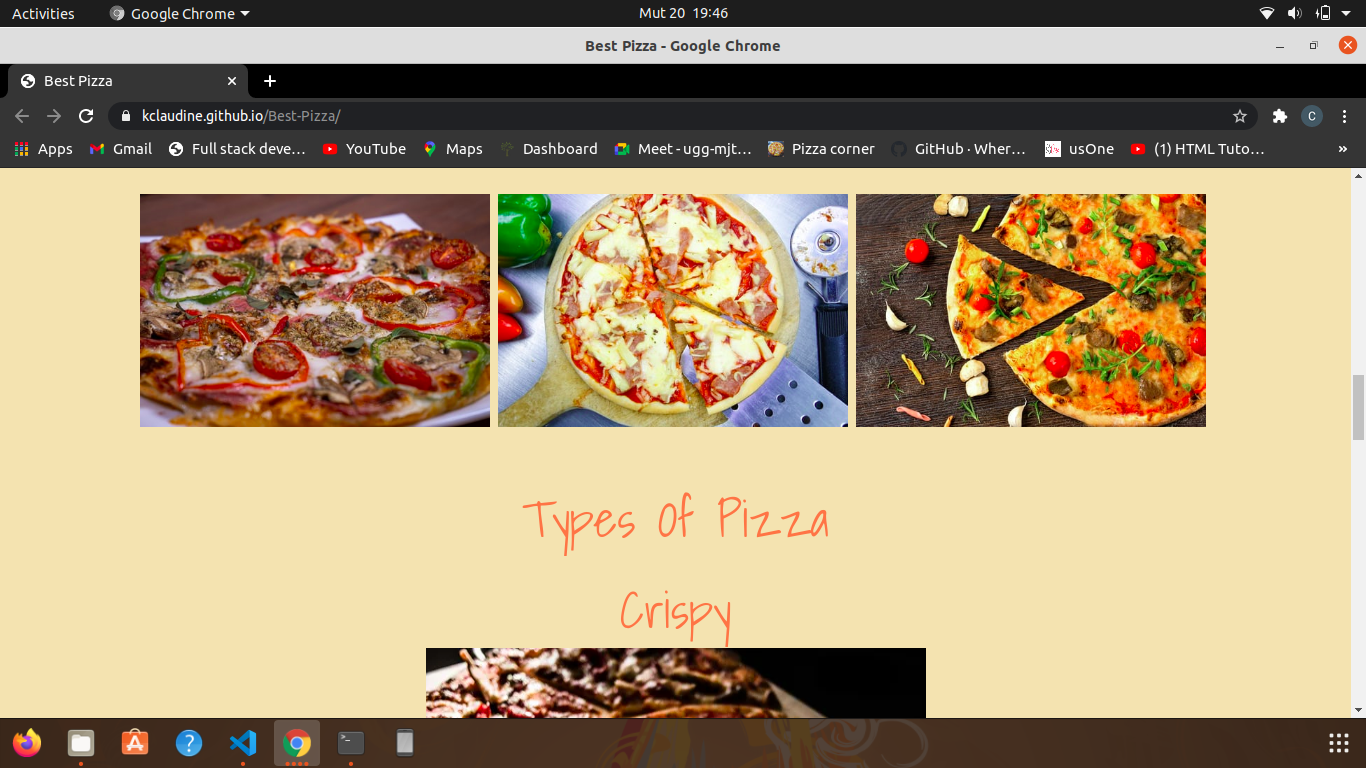 Activities Google Chrome Mut 20 19:46
Best Pizza - Google Chrome
Best Pizza
kclaudine.github.io/Best-Pizza/ C
Apps Gmail Full stack deve… YouTube Maps Dashboard Meet - ugg-mjt… Pizza corner GitHub · Wher… usOne (1) HTML Tuto… »
Types Of Pizza
Crispy